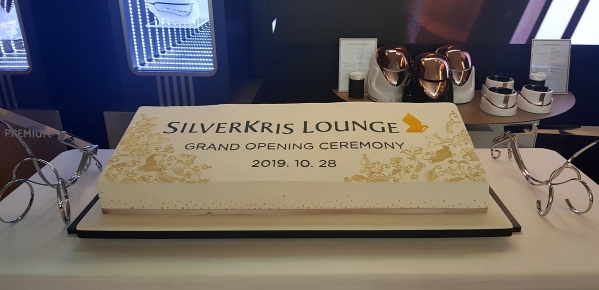 SILVERKRIS LOUNGE
GRAND OPENING CEREMONY
2019. 10. 28
PREMIUM